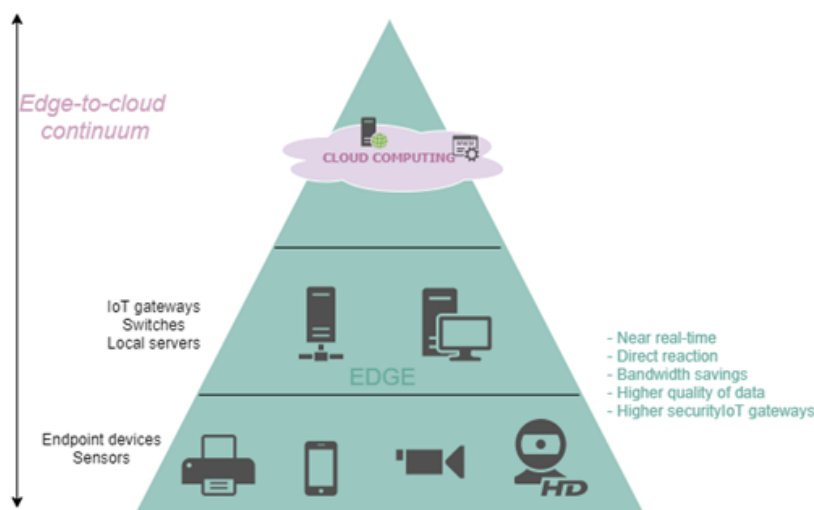 Edge-to-cloud
continuum
CLOUD COMPUTING
IoT gateways
Switches
Local servers
EDGE
- Near real-time
- Direct reaction
- Bandwidth savings
- Higher quality of data
- Higher securityIoT gateways
Endpoint devices
Sensors
HD